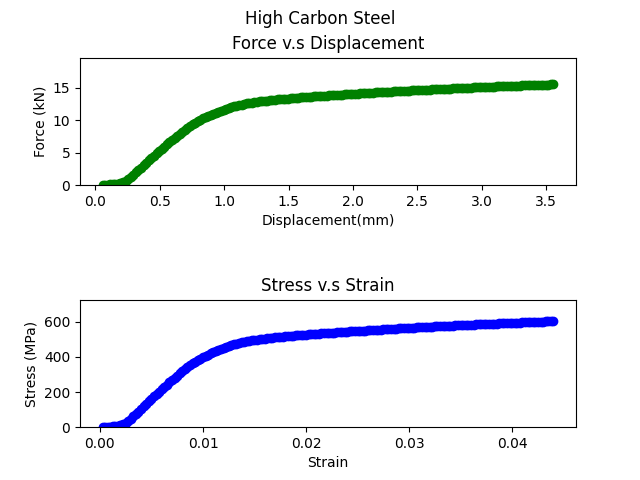 High Carbon Steel
Force v.s Displacement
Force (kN)
15
10
5
0
0.0 0.5 1.0 1.5 2.0 2.5 3.0 3.5
Displacement(mm)
Stress v.s Strain
Stress (MPa)
600
400
200
0
0.00 0.01 0.02 0.03 0.04
Strain